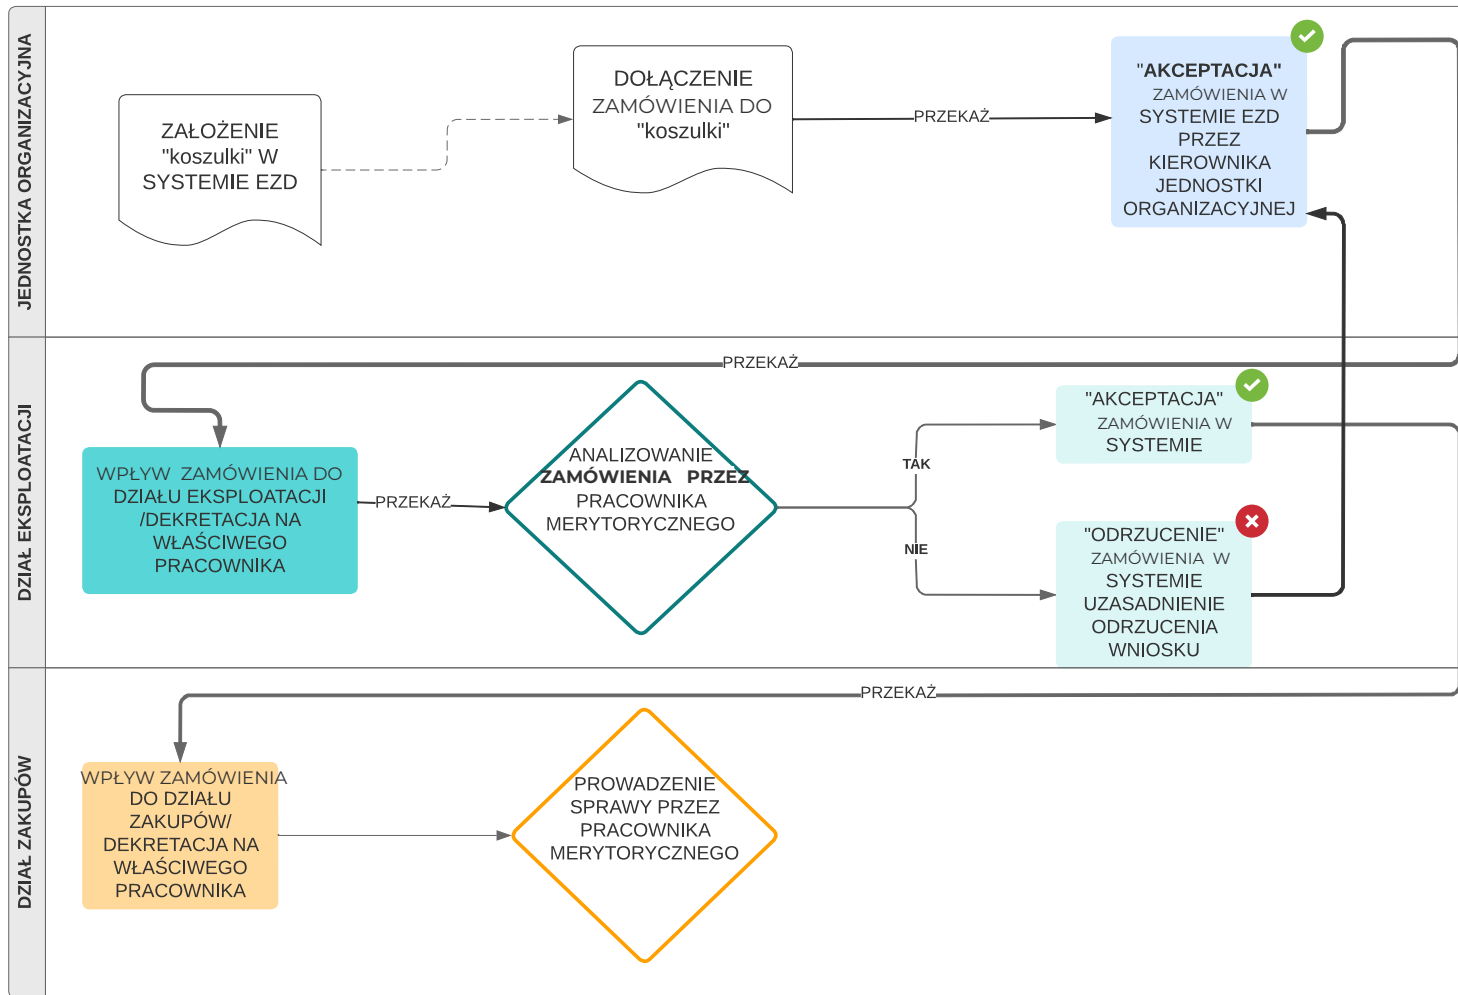 JEDNOSTKA ORGANIZACYJNA
ZAŁOŻENIE
"koszulki" W
SYSTEMIE EZD
DOŁĄCZENIE
ZAMÓWIENIA DO
"koszulki"
PRZEKAŻ
"AKCEPTACJA"
ZAMÓWIENIA W
SYSTEMIE EZD
PRZEZ
KIEROWNIKA
JEDNOSTKI
ORGANIZACYJNEJ
DZIAŁ EKSPLOATACJI
PRZEKAŻ
WPŁYW ZAMÓWIENIA DO
DZIAŁU EKSPLOATACJI
/DEKRETACJA NA
WŁAŚCIWEGO
PRACOWNIKA
PRZEKAŻ
ANALIZOWANIE
ZAMÓWIENIA PRZEZ
PRACOWNIKA
MERYTORYCZNEGO
TAK
NIE
"AKCEPTACJA"
ZAMÓWIENIA W
SYSTEMIE
"ODRZUCENIE"
ZAMÓWIENIA W
SYSTEMIE
UZASADNIENIE
ODRZUCENIA
WNIOSKU
DZIAŁ ZAKUPÓW
PRZEKAŻ
WPŁYW ZAMÓWIENIA
DO DZIAŁU
ZAKUPÓW/
DEKRETACJA NA
WŁAŚCIWEGO
PRACOWNIKA
PROWADZENIE
SPRAWY PRZEZ
PRACOWNIKA
MERYTORYCZNEGO